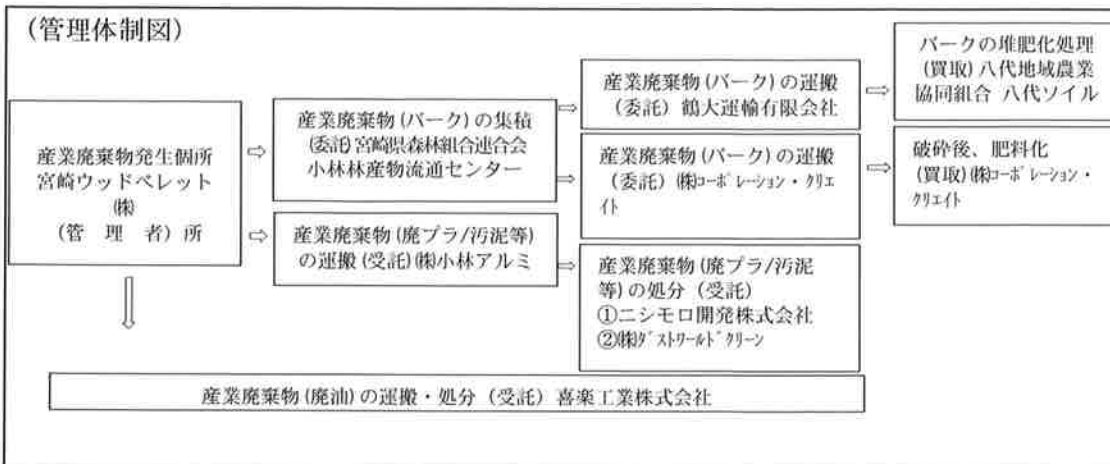 (管理体制図)
産業廃棄物発生個所
宮崎ウッドペレット
㈱
(管 理 者) 所
産業廃棄物(バーク)の集積
(委託)宮崎県森林組合連合会
小林林産物流通センター
産業廃棄物(廃プラ/汚泥等)
の運搬(受託)㈱小林アルミ
産業廃棄物(バーク)の運搬
(委託)鶴大運輸有限会社
産業廃棄物(バーク)の運搬
(委託)㈱コーポレーション・クリエ
イト
産業廃棄物(廃プラ/汚泥
等)の処分(受託)
①ニシモロ開発株式会社
②㈱ダストワールドクリーン
バークの堆肥化処理
(買取)八代地域農業
協同組合 八代ソイル
破砕後、肥料化
(買取)㈱コーポレーション・
クリエイト
産業廃棄物(廃油)の運搬・処分(受託)喜楽工業株式会社